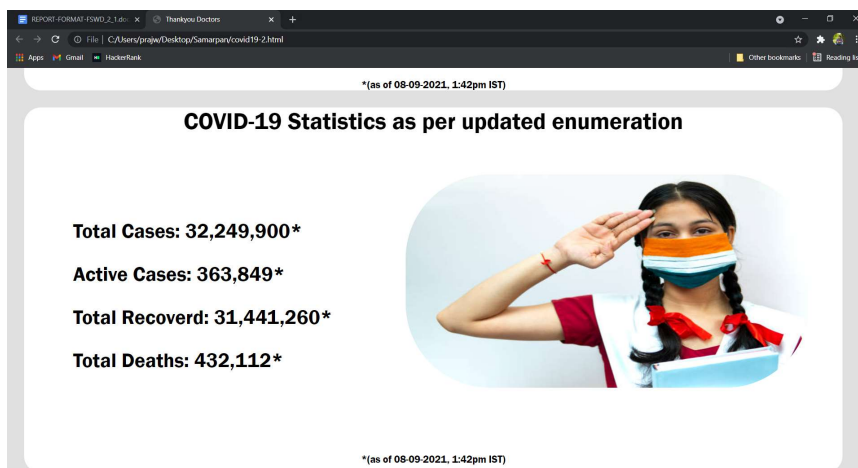 REPORT-FORMAT-FSWD_2_1.doc
Thankyou Doctors
File | C:/Users/prajw/Desktop/Samarpan/covid19-2.html
Apps
Gmail
HackerRank
Other bookmarks
Reading lis
*(as of 08-09-2021, 1:42pm IST)
COVID-19 Statistics as per updated enumeration
Total Cases: 32,249,900*
Active Cases: 363,849*
Total Recoverd: 31,441,260*
Total Deaths: 432,112*
*(as of 08-09-2021, 1:42pm IST)